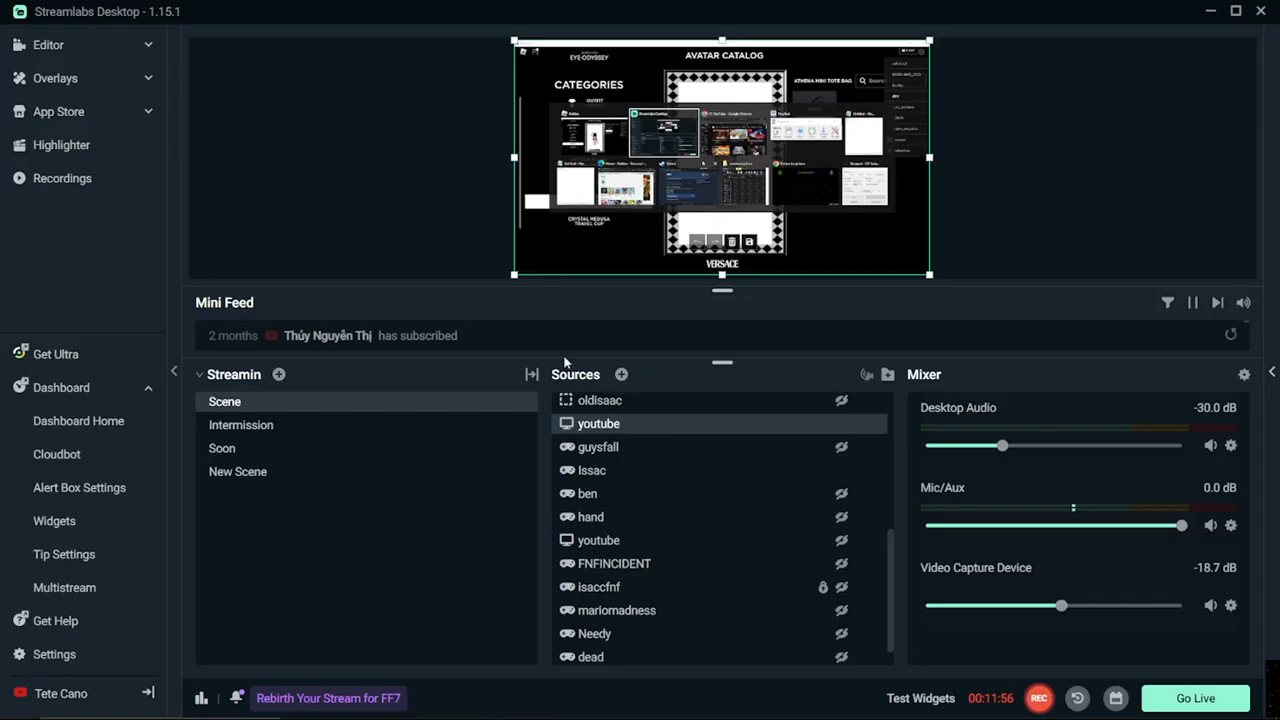 Streamlabs Desktop - 1.15.1
Editor
Overlays
App Store
Highlighter
Recordings
Get Ultra
Dashboard
Dashboard Home
Cloudbot
Alert Box Settings
Widgets
Tip Settings
Multistream
Get Help
Settings
Tete Cano
EYE-ODYSSEY
AVATAR CATALOG
CATEGORIES
ATHENA MINI TOTE BAG
Search
OUTFIT
CRYSTAL MEDUSA
TRAVEL CUP
VERSACE
Mini Feed
2 months Thủy Nguyễn Thị has subscribed
Streamin
Scene
Intermission
Soon
New Scene
Sources
oldIsaac
youtube
guysfall
Issac
ben
hand
youtube
FNFINCIDENT
isaccfnf
mariomadness
Needy
dead
Mixer
Desktop Audio -30.0 dB
Mic/Aux 0.0 dB
Video Capture Device -18.7 dB
Rebirth Your Stream for FF7
Test Widgets 00:11:56 REC Go Live